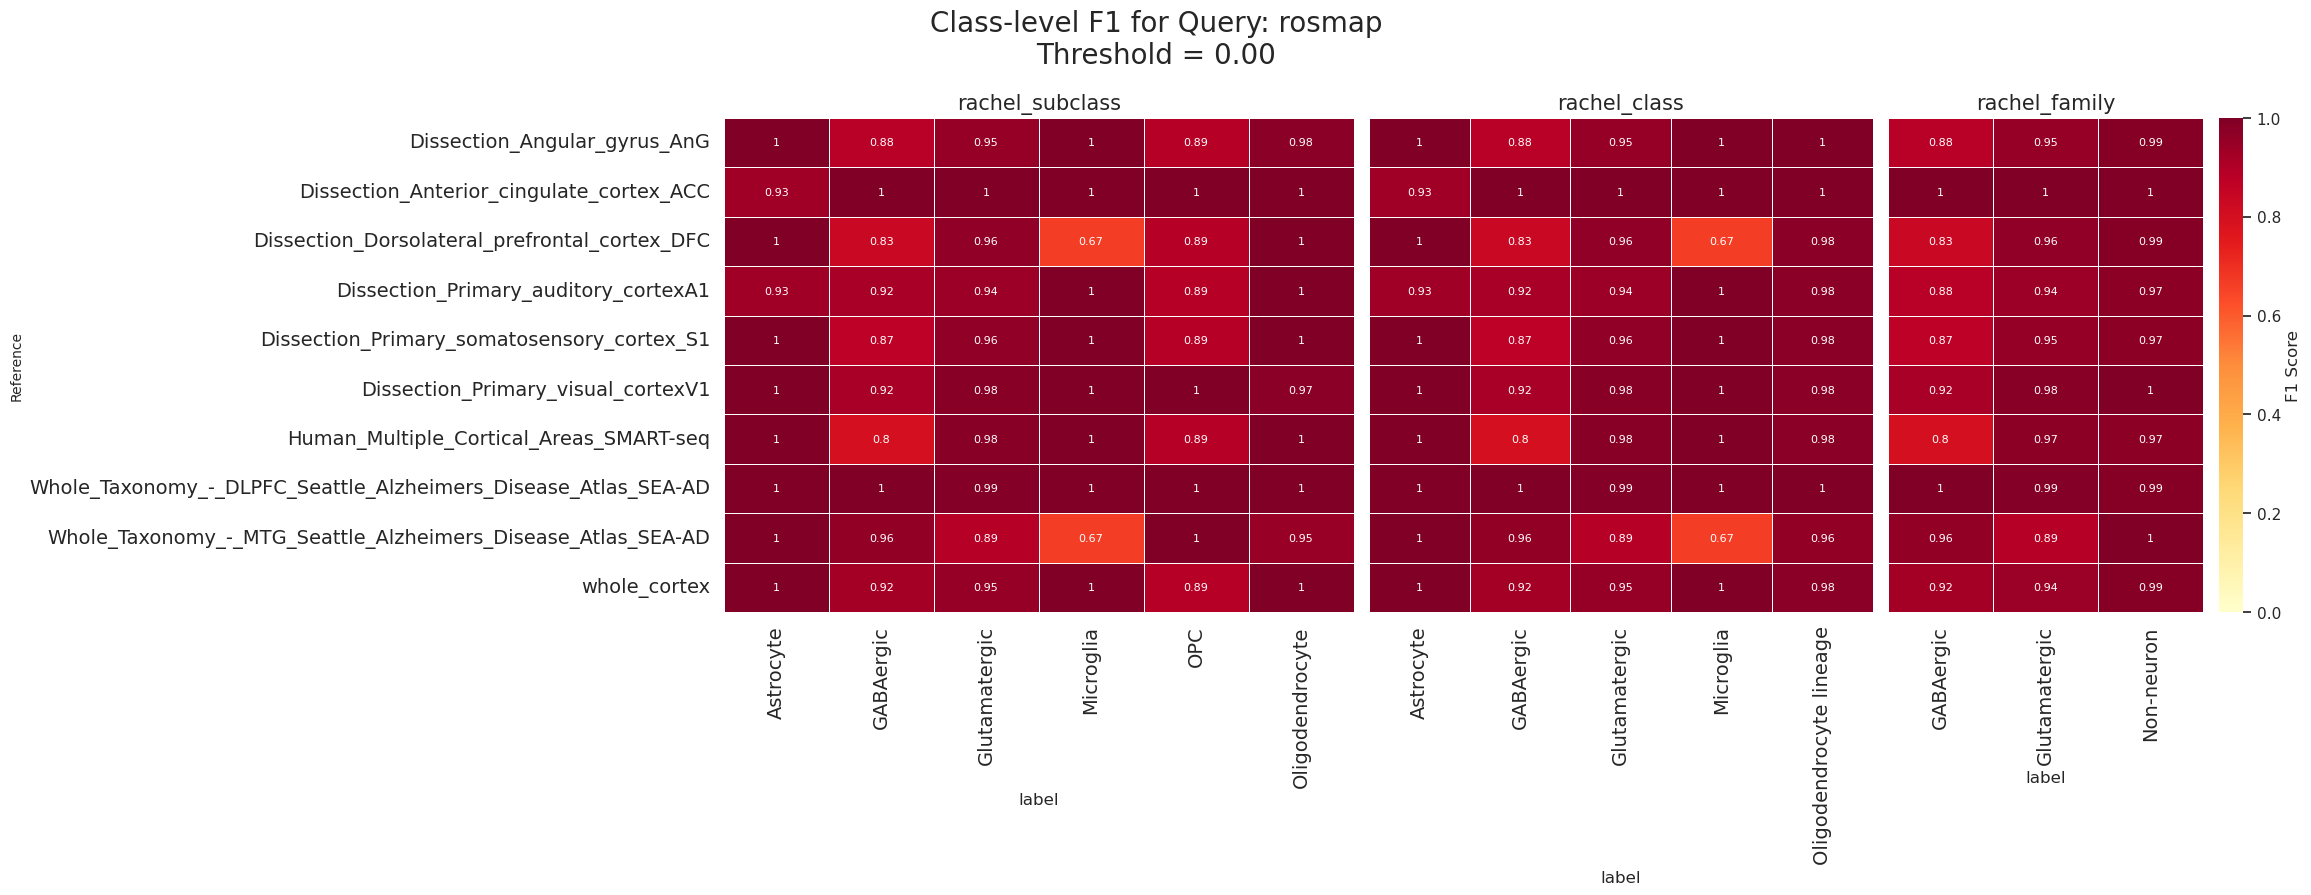 Class-level F1 for Query: rosmap
Threshold = 0.00
rachel_subclass rachel_class rachel_family
Reference
Dissection_Angular_gyrus_AnG 1 0.88 0.95 1 0.89 0.98 1 0.88 0.95 1 1 0.88 0.95 0.99
Dissection_Anterior_cingulate_cortex_ACC 0.93 1 1 1 1 1 0.93 1 1 1 1 1 1 1
Dissection_Dorsolateral_prefrontal_cortex_DFC 1 0.83 0.96 0.67 0.89 1 1 0.83 0.96 0.67 0.98 0.83 0.96 0.99
Dissection_Primary_auditory_cortexA1 0.93 0.92 0.94 1 0.89 1 0.93 0.92 0.94 1 0.98 0.88 0.94 0.97
Dissection_Primary_somatosensory_cortex_S1 1 0.87 0.96 1 0.89 1 1 0.87 0.96 1 0.98 0.87 0.95 0.97
Dissection_Primary_visual_cortexV1 1 0.92 0.98 1 1 0.97 1 0.92 0.98 1 0.98 0.92 0.98 1
Human_Multiple_Cortical_Areas_SMART-seq 1 0.8 0.98 1 0.89 1 1 0.8 0.98 1 0.98 0.8 0.97 0.97
Whole_Taxonomy_-_DLPFC_Seattle_Alzheimers_Disease_Atlas_SEA-AD 1 1 0.99 1 1 1 1 1 0.99 1 1 1 0.99 0.99
Whole_Taxonomy_-_MTG_Seattle_Alzheimers_Disease_Atlas_SEA-AD 1 0.96 0.89 0.67 1 0.95 1 0.96 0.89 0.67 0.96 0.96 0.89 1
whole_cortex 1 0.92 0.95 1 0.89 1 1 0.92 0.95 1 0.98 0.92 0.94 0.99
Astrocyte
GABAergic
Glutamatergic
Microglia
OPC
Oligodendrocyte
label
Astrocyte
GABAergic
Glutamatergic
Microglia
Oligodendrocyte lineage
label
GABAergic
Glutamatergic
Non-neuron
label
1.0
0.8
0.6
0.4
0.2
0.0
F1 Score